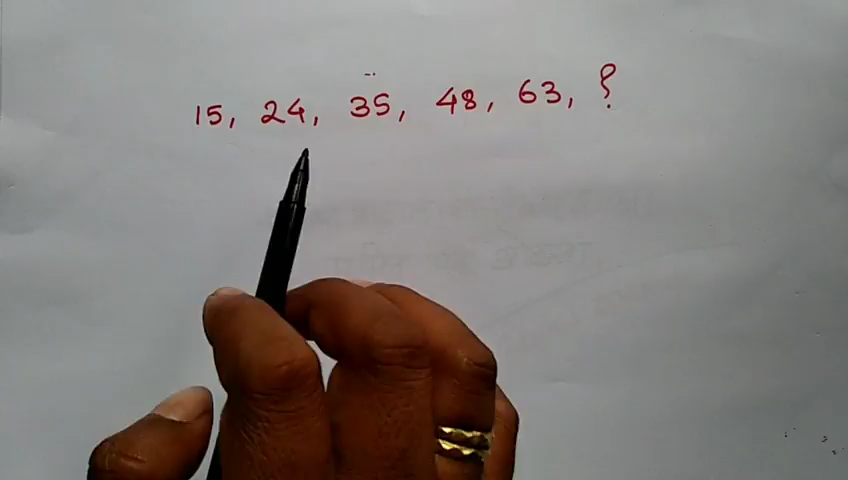 15, 24, 35, 48, 63, ?